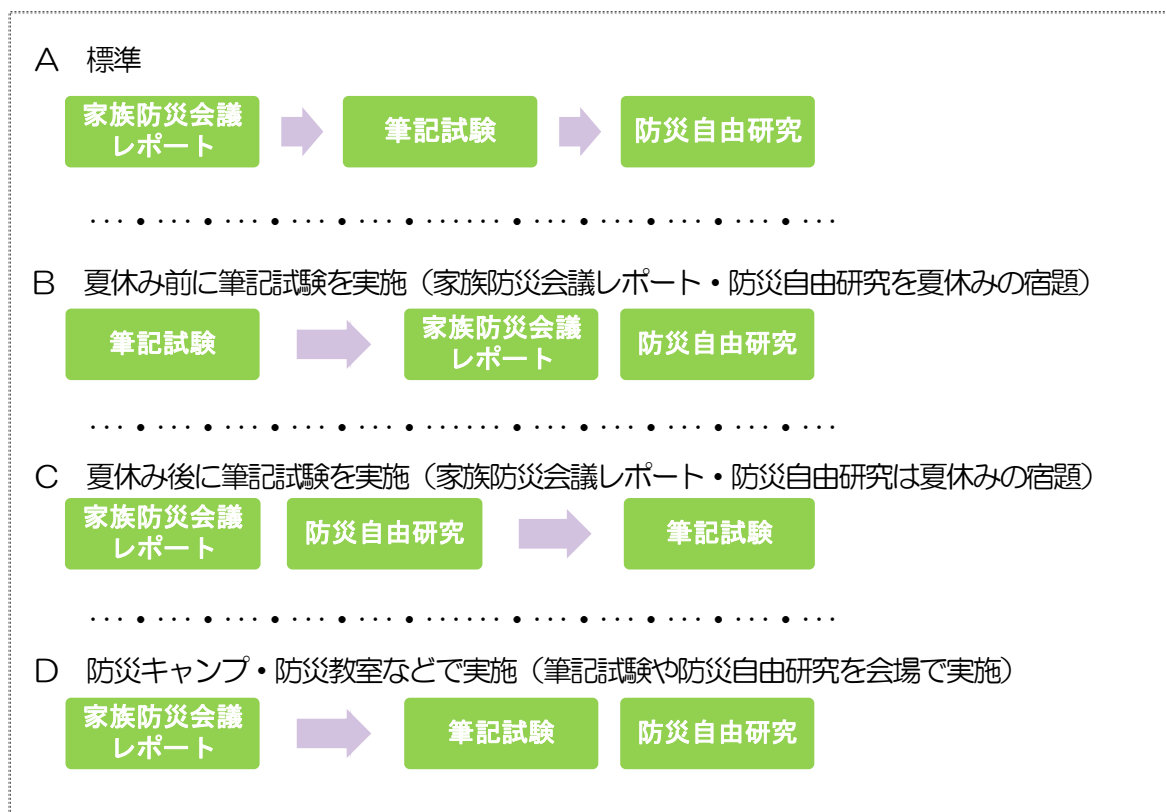 A 標準
家族防災会議
レポート
筆記試験
防災自由研究
…•…•…•…•…•……•…•…•…•…•…
B 夏休み前に筆記試験を実施（家族防災会議レポート・防災自由研究を夏休みの宿題）
筆記試験
家族防災会議
レポート
防災自由研究
…•…•…•…•…•……•…•…•…•…•…
C 夏休み後に筆記試験を実施（家族防災会議レポート・防災自由研究は夏休みの宿題）
家族防災会議
レポート
防災自由研究
筆記試験
…•…•…•…•…•……•…•…•…•…•…
D 防災キャンプ・防災教室などで実施（筆記試験や防災自由研究を会場で実施）
家族防災会議
レポート
筆記試験
防災自由研究